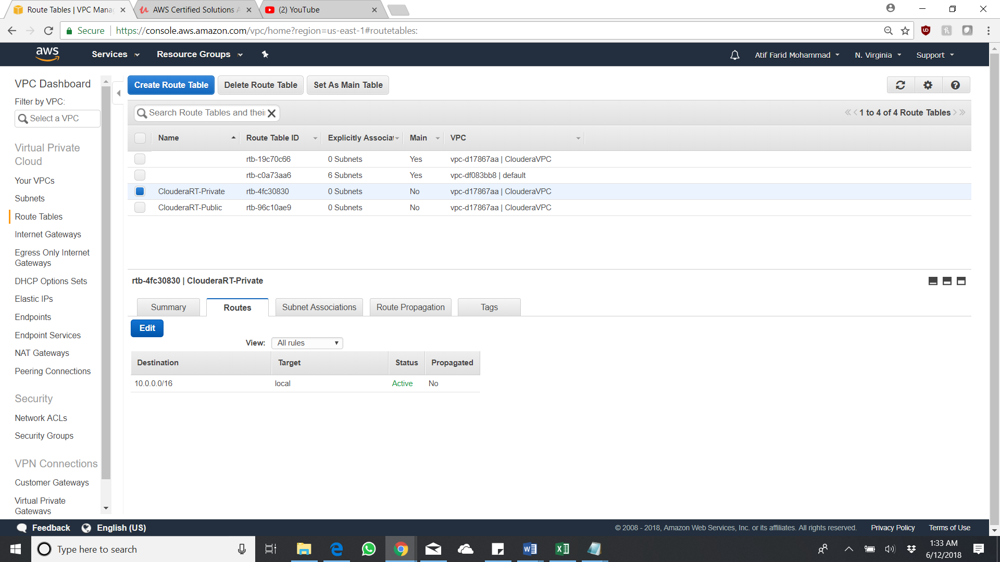 Route Tables | VPC Mana
AWS Certified Solutions A
(2) YouTube
Secure
https://console.aws.amazon.com/vpc/home?region=us-east-1#routetables:
aws
Services
Resource Groups
Atif Farid Mohammad
N. Virginia
Support
VPC Dashboard
Filter by VPC:
Select a VPC
Virtual Private
Cloud
Your VPCs
Subnets
Route Tables
Internet Gateways
Egress Only Internet
Gateways
DHCP Options Sets
Elastic IPs
Endpoints
Endpoint Services
NAT Gateways
Peering Connections
Security
Network ACLs
Security Groups
VPN Connections
Customer Gateways
Virtual Private
Gateways
Create Route Table
Delete Route Table
Set As Main Table
Search Route Tables and thei
1 to 4 of 4 Route Tables
Name Route Table ID Explicitly Associat Main VPC
rtb-19c70c66 0 Subnets Yes vpc-d17867aa | ClouderaVPC
rtb-c0a73aa6 6 Subnets Yes vpc-df083bb8 | default
ClouderaRT-Private rtb-4fc30830 0 Subnets No vpc-d17867aa | ClouderaVPC
ClouderaRT-Public rtb-96c10ae9 0 Subnets No vpc-d17867aa | ClouderaVPC
rtb-4fc30830 | ClouderaRT-Private
Summary Routes Subnet Associations Route Propagation Tags
Edit
View: All rules
Destination Target Status Propagated
10.0.0.0/16 local Active No
Feedback
English (US)
© 2008 - 2018, Amazon Web Services, Inc. or its affiliates. All rights reserved.
Privacy Policy
Terms of Use
Type here to search
1:33 AM
6/12/2018